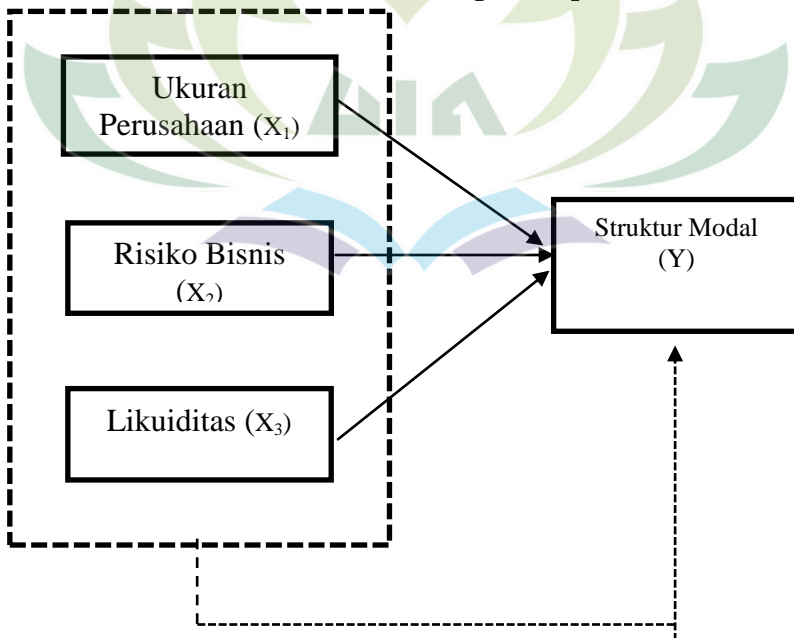 Ukuran
Perusahaan (X₁)
Risiko Bisnis
(X₂)
Likuiditas (X₃)
Struktur Modal
(Y)